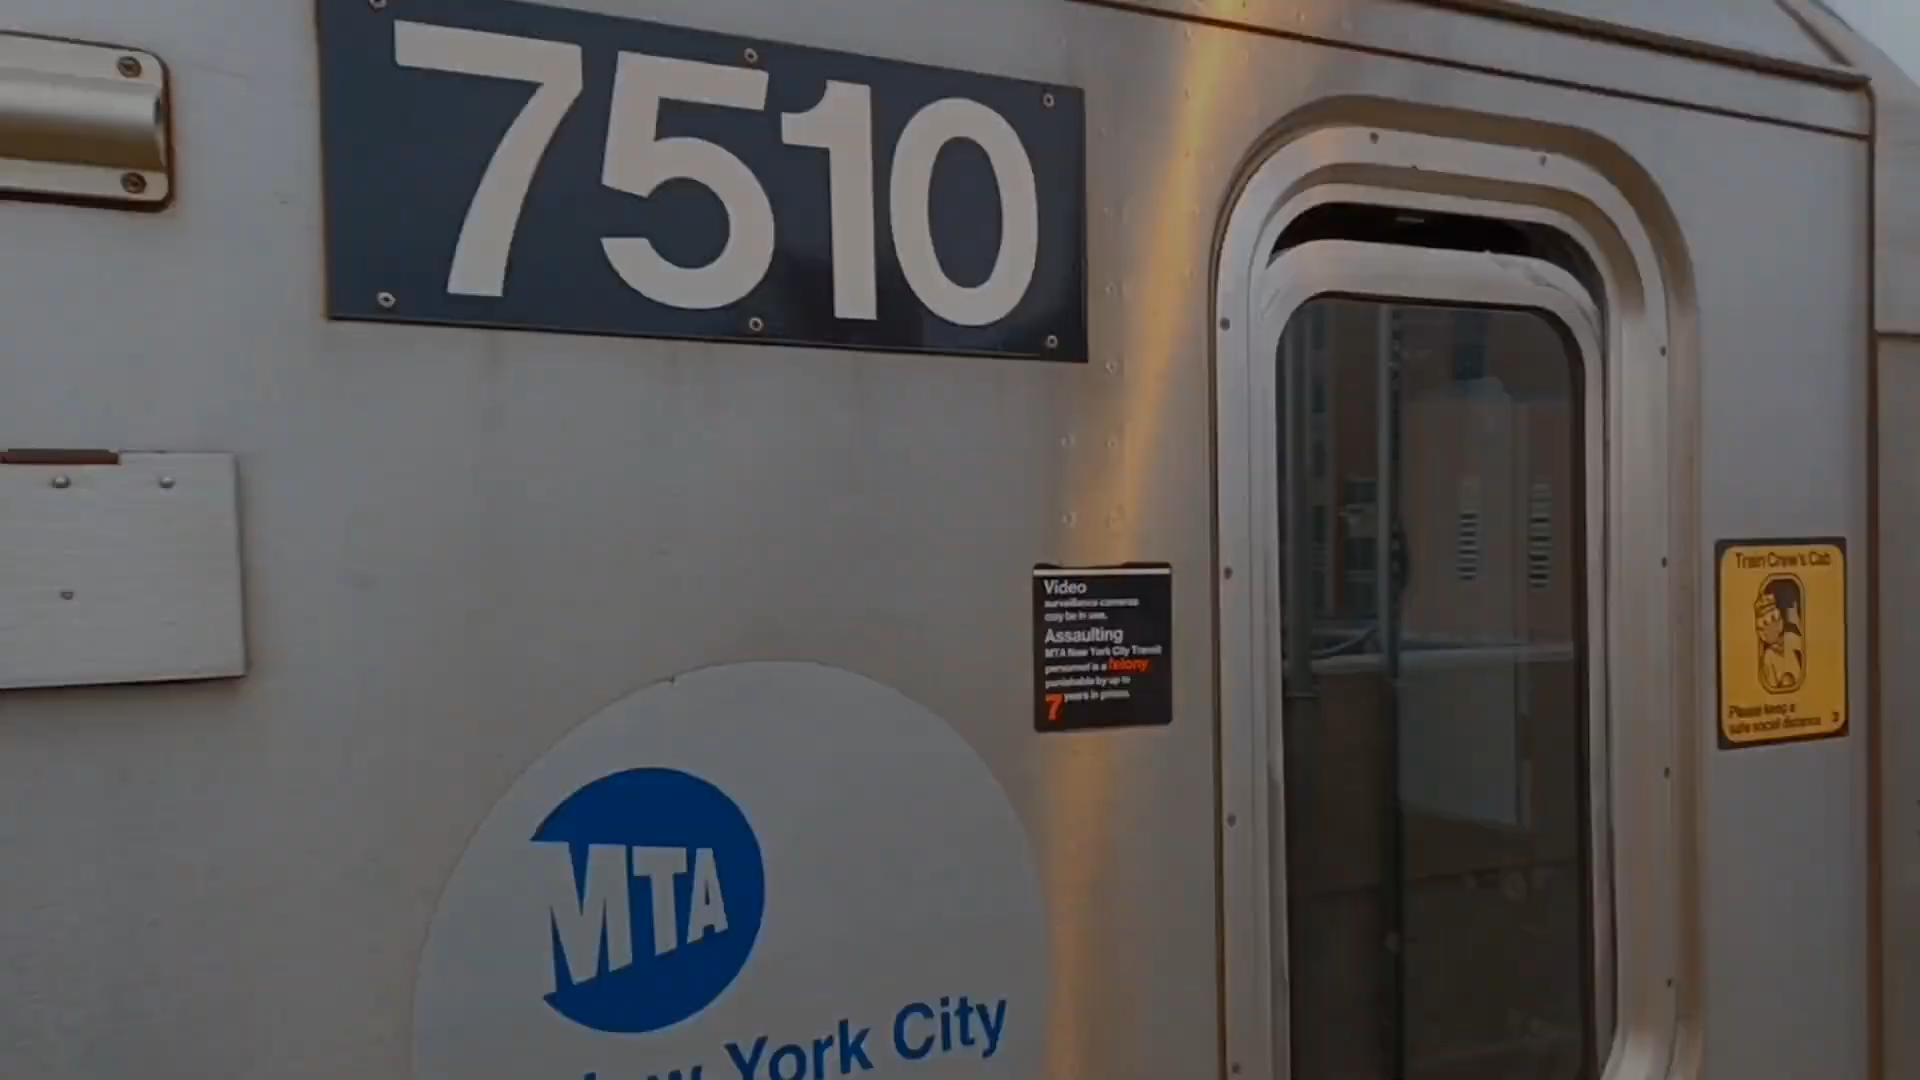 7510
Video
surveillance cameras
may be in use.
Assaulting
MTA New York City Transit
personnel is a felony
punishable by up to
7 years in prison.
Train Crew's Cab
Please keep a
safe social distance
MTA
York City